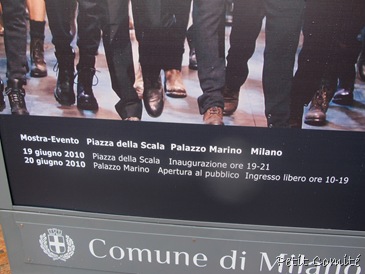 Mostra-Evento Piazza della Scala Palazzo Marino Milano
19 giugno 2010 Piazza della Scala Inaugurazione ore 19-21
20 giugno 2010 Palazzo Marino Apertura al pubblico Ingresso libero ore 10-19
Comune di Milano
Petit Comité